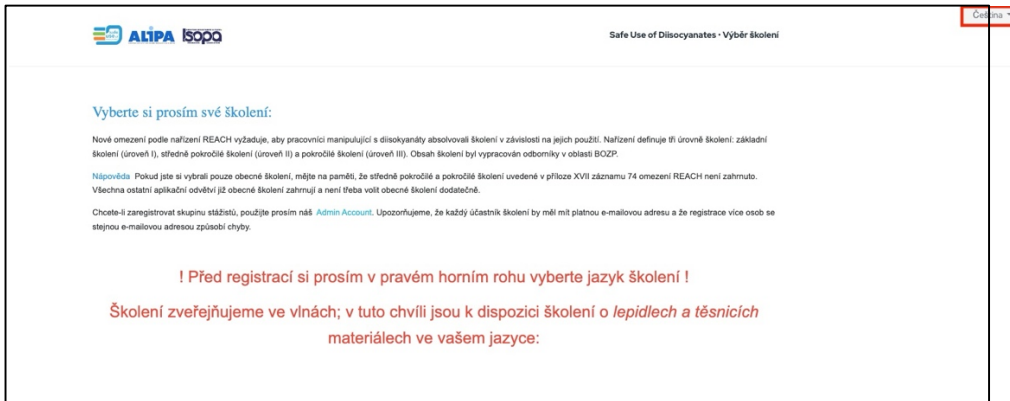 ALIPA isopa
Safe Use of Diisocyanates · Výběr školení
Čeština
Vyberte si prosím své školení:
Nové omezení podle nařízení REACH vyžaduje, aby pracovníci manipulující s diisokyanáty absolvovali školení v závislosti na jejich použití. Nařízení definuje tři úrovně školení: základní
školení (úroveň I), středně pokročilé školení (úroveň II) a pokročilé školení (úroveň III). Obsah školení byl vypracován odborníky v oblasti BOZP.
Nápověda Pokud jste si vybrali pouze obecné školení, mějte na paměti, že středně pokročilé a pokročilé školení uvedené v příloze XVII záznamu 74 omezení REACH není zahrnuto.
Všechna ostatní aplikační odvětví již obecné školení zahrnují a není třeba volit obecné školení dodatečně.
Chcete-li zaregistrovat skupinu stážistů, použijte prosím náš Admin Account. Upozorňujeme, že každý účastník školení by měl mít platnou e-mailovou adresu a že registrace více osob se
stejnou e-mailovou adresou způsobí chyby.
! Před registrací si prosím v pravém horním rohu vyberte jazyk školení !
Školení zveřejňujeme ve vlnách; v tuto chvíli jsou k dispozici školení o lepidlech a těsnicích
materiálech ve vašem jazyce: